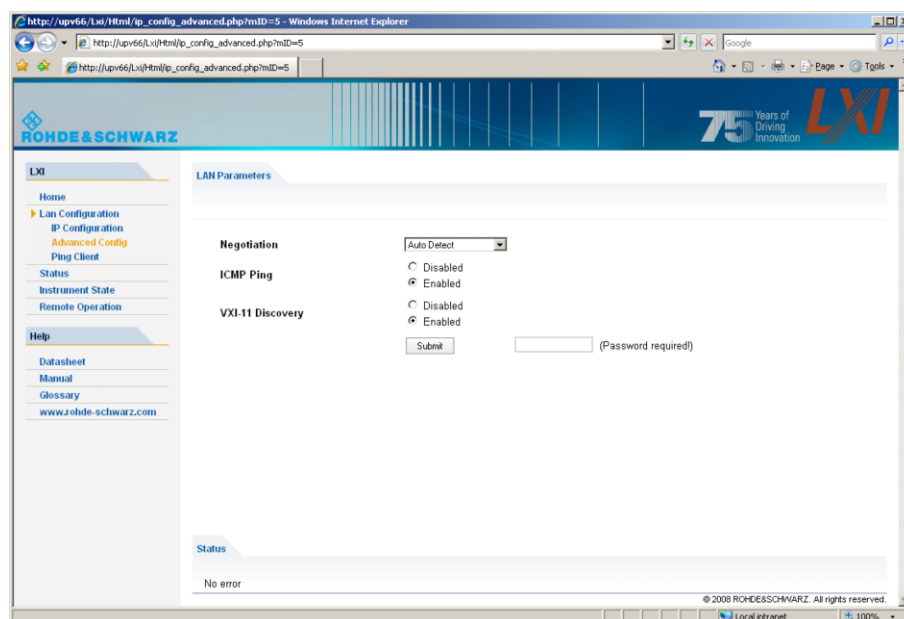 http://upv66/Lxi/Html/ip_config_advanced.php?mID=5 - Windows Internet Explorer
http://upv66/Lxi/Html/ip_config_advanced.php?mID=5
Google
http://upv66/Lxi/Html/ip_config_advanced.php?mID=5
Page
Tools
ROHDE&SCHWARZ
75 Years of
Driving
Innovation
LXI
LXI
Home
Lan Configuration
IP Configuration
Advanced Config
Ping Client
Status
Instrument State
Remote Operation
Help
Datasheet
Manual
Glossary
www.rohde-schwarz.com
LAN Parameters
Negotiation
Auto Detect
ICMP Ping
Disabled
Enabled
VXI-11 Discovery
Disabled
Enabled
Submit
(Password required!)
Status
No error
© 2008 ROHDE&SCHWARZ. All rights reserved.
Local intranet
100%